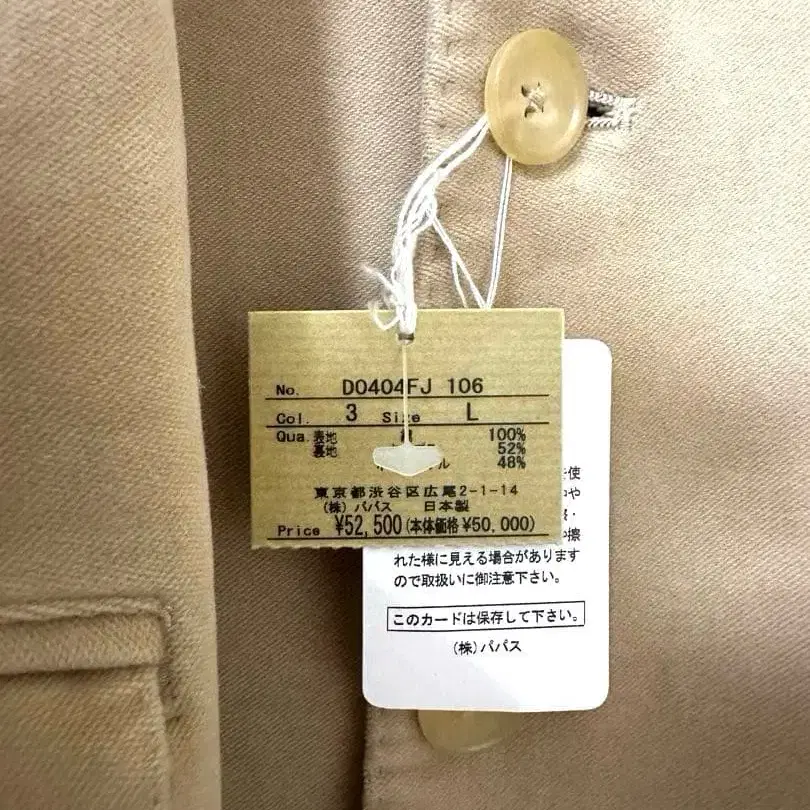 No. D0404FJ 106
Col. 3 Size L
Qua. 表地 綿 100%
裏地 52%
48%
東京都渋谷区広尾2-1-14
(株)パパス 日本製
Price ¥52,500(本体価格¥50,000)
れた様に見える場合があります
ので取扱いに御注意下さい。
このカードは保存して下さい。
(株)パパス